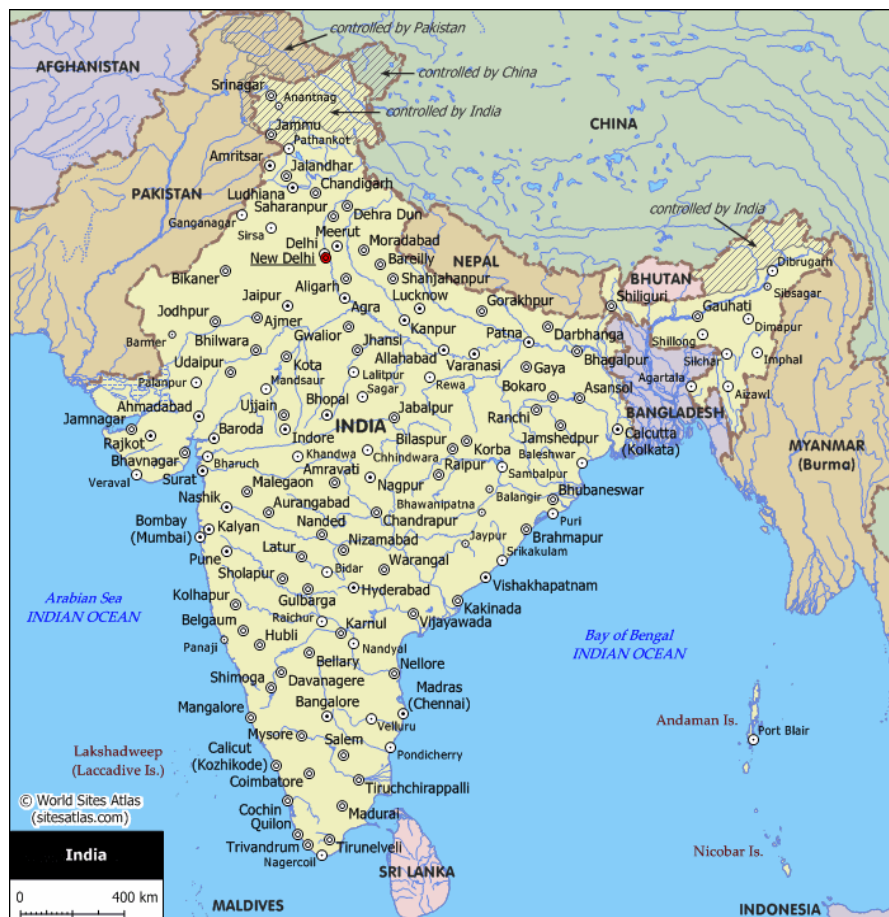 controlled by Pakistan
AFGHANISTAN
controlled by China
Srinagar
Anantnag
controlled by India
CHINA
Jammu
Pathankot
Amritsar
Jalandhar
PAKISTAN
Ludhiana
Chandigarh
Saharanpur
Dehra Dun
controlled by India
Ganganagar
Sirsa
Meerut
Delhi
Moradabad
NEPAL
New Delhi
Bareilly
Dibrugarh
Bikaner
Shahjahanpur
BHUTAN
Aligarh
Sibsagar
Jaipur
Lucknow
Gorakhpur
Shiliguri
Jodhpur
Agra
Gauhati
Ajmer
Kanpur
Dimapur
Barmer
Bhilwara
Gwalior
Jhansi
Patna
Darbhanga
Shillong
Udaipur
Kota
Allahabad
Varanasi
Bhagalpur
Silchar
Imphal
Palanpur
Mandsaur
Lalitpur
Rewa
Gaya
Agartala
Sagar
Bokaro
Asansol
Aizawl
Ahmadabad
Ujjain
Bhopal
Jabalpur
Ranchi
BANGLADESH
Jamnagar
INDIA
Baroda
Indore
Bilaspur
Korba
Jamshedpur
Calcutta
(Kolkata)
MYANMAR
(Burma)
Rajkot
Bhavnagar
Bharuch
Khandwa
Chhindwara
Baleshwar
Veraval
Surat
Amravati
Raipur
Sambalpur
Malegaon
Nagpur
Balangir
Bhubaneswar
Nashik
Aurangabad
Bhawanipatna
Puri
Bombay
(Mumbai)
Kalyan
Nanded
Chandrapur
Brahmapur
Pune
Latur
Nizamabad
Jaypur
Srikakulam
Sholapur
Bidar
Warangal
Vishakhapatnam
Arabian Sea
INDIAN OCEAN
Kolhapur
Gulbarga
Hyderabad
Kakinada
Belgaum
Raichur
Karnul
Vijayawada
Panaji
Hubli
Nandyal
Bay of Bengal
INDIAN OCEAN
Bellary
Nellore
Shimoga
Davanagere
Madras
(Chennai)
Mangalore
Bangalore
Velluru
Andaman Is.
Port Blair
Mysore
Salem
Pondicherry
Lakshadweep
(Laccadive Is.)
Calicut
(Kozhikode)
Coimbatore
Tiruchchirappalli
© World Sites Atlas
(sitesatlas.com)
Cochin
Madurai
Quilon
Trivandrum
Tirunelveli
Nagercoil
Nicobar Is.
India
SRI LANKA
0 400 km
MALDIVES
INDONESIA